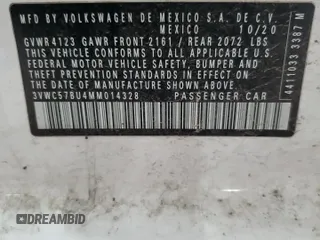 MFD BY VOLKSWAGEN DE MEXICO S.A. DE C.V.
MEXICO 10/20
GVWR4123 GAWR FRONT 2161 / REAR 2072 LBS
THIS VEHICLE CONFORMS TO ALL APPLICABLE U.S.
FEDERAL MOTOR VEHICLE SAFETY, BUMPER AND THEFT
PREVENTION STANDARDS IN EFFECT ON THE
DATE OF MANUFACTURE SHOWN ABOVE
3VWC57BU4MM014328 PASSENGER CAR
4411033 3387 M
DREAMBID